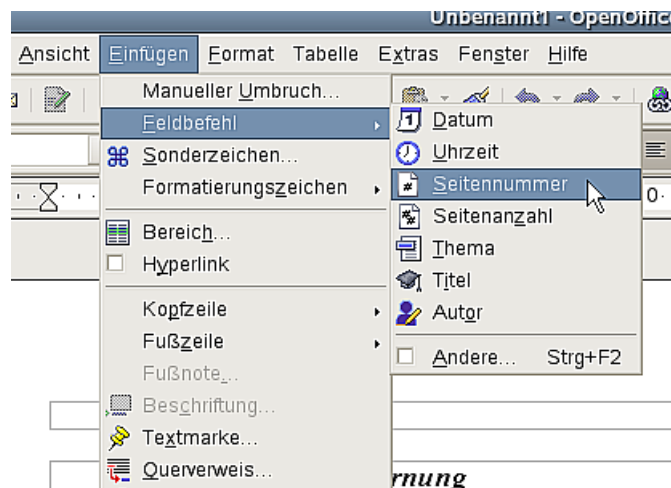 Unbenannt1 - OpenOffic
Ansicht Einfügen Format Tabelle Extras Fenster Hilfe
Manueller Umbruch...
Feldbefehl
Sonderzeichen...
Formatierungszeichen
Bereich...
Hyperlink
Kopfzeile
Fußzeile
Fußnote...
Beschriftung...
Textmarke...
Querverweis...
Datum
Uhrzeit
Seitennummer
Seitenanzahl
Thema
Titel
Autor
Andere... Strg+F2
0
rnung